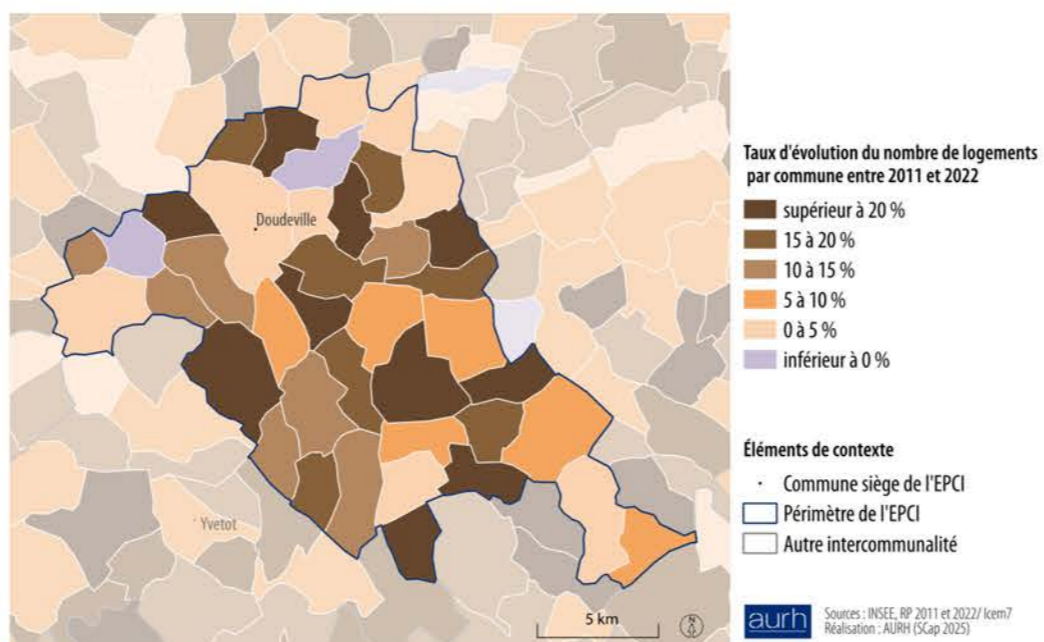 Doudeville
Yvetot
5 km
N
Taux d'évolution du nombre de logements
par commune entre 2011 et 2022
supérieur à 20 %
15 à 20 %
10 à 15 %
5 à 10 %
0 à 5 %
inférieur à 0 %
Éléments de contexte
Commune siège de l'EPCI
Périmètre de l'EPCI
Autre intercommunalité
aurh
Sources : INSEE, RP 2011 et 2022/ Icem7
Réalisation : AURH (SCap 2025)